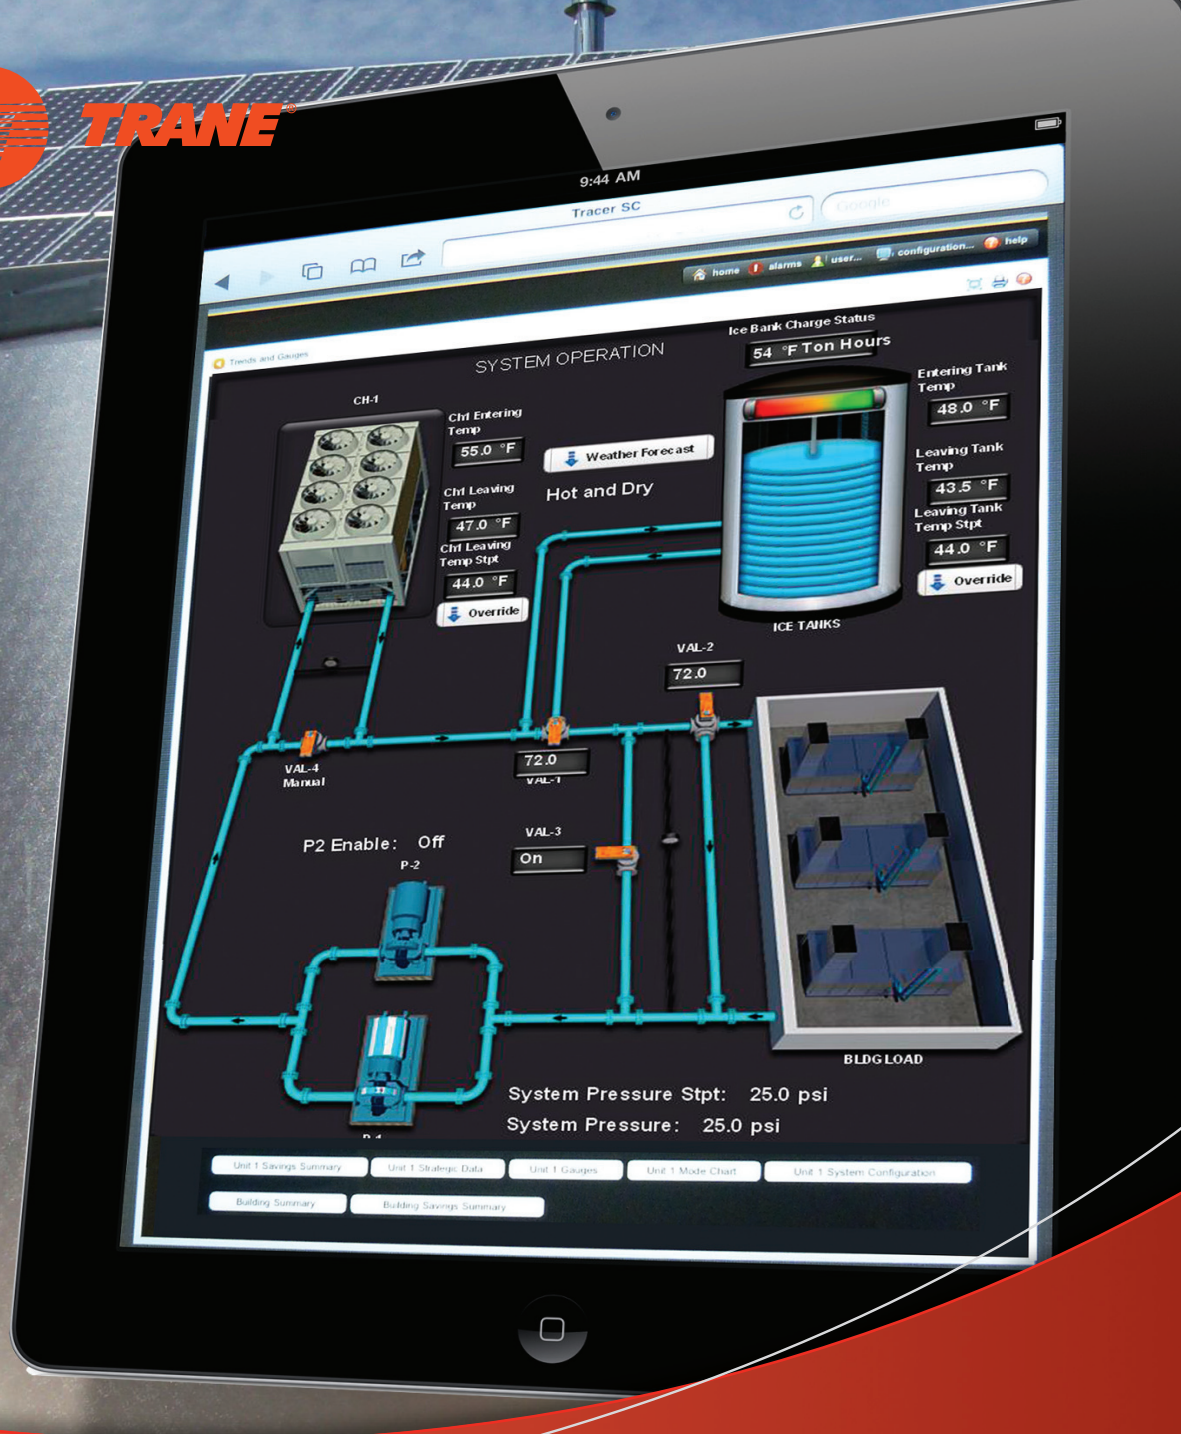 TRANE®
9:44 AM
Tracer SC
Google
home alarms user... configuration... help
Trends and Gauges
SYSTEM OPERATION
Ice Bank Charge Status
54 °F Ton Hours
CH-1
Ch1 Entering
Temp
55.0 °F
Ch1 Leaving
Temp
47.0 °F
Ch1 Leaving
Temp Stpt
44.0 °F
Override
Weather Forecast
Hot and Dry
Entering Tank
Temp
48.0 °F
Leaving Tank
Temp
43.5 °F
Leaving Tank
Temp Stpt
44.0 °F
Override
ICE TANKS
VAL-2
72.0
VAL-4
Manual
72.0
VAL-1
VAL-3
On
P2 Enable: Off
P-2
BLDG LOAD
System Pressure Stpt: 25.0 psi
System Pressure: 25.0 psi
P-1
Unit 1 Savings Summary
Unit 1 Strategic Data
Unit 1 Gauges
Unit 1 Mode Chart
Unit 1 System Configuration
Building Summary
Building Savings Summary